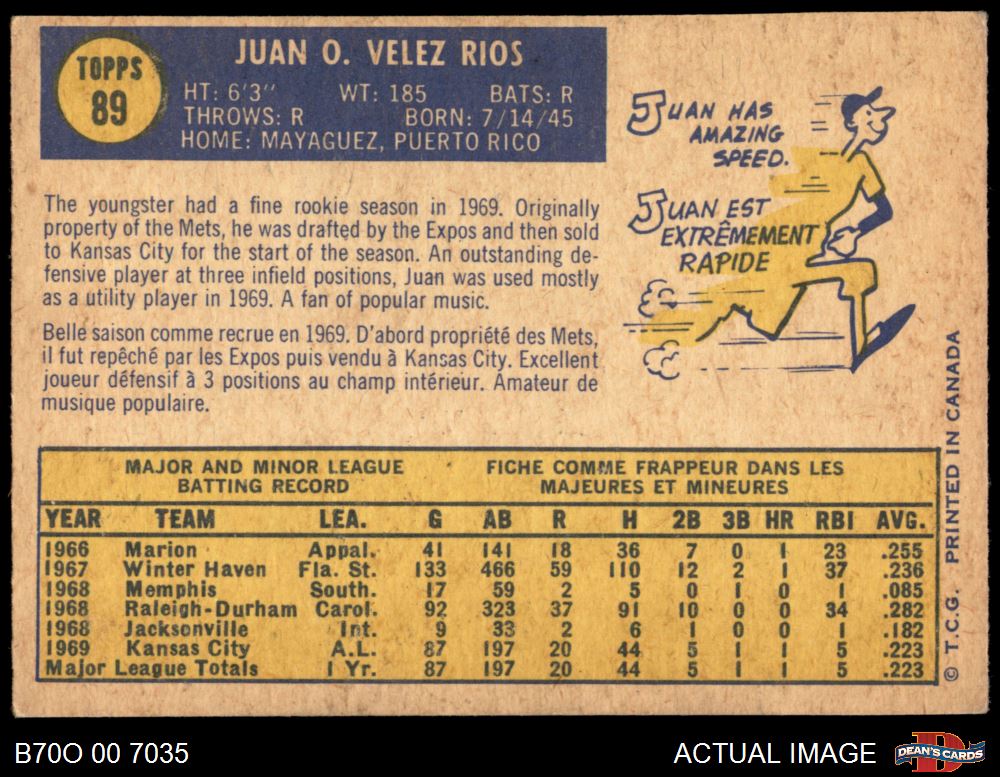 TOPPS
89
JUAN O. VELEZ RIOS
HT: 6'3" WT: 185 BATS: R
THROWS: R BORN: 7/14/45
HOME: MAYAGUEZ, PUERTO RICO
JUAN HAS
AMAZING
SPEED.
JUAN EST
EXTRÊMEMENT
RAPIDE
The youngster had a fine rookie season in 1969. Originally
property of the Mets, he was drafted by the Expos and then sold
to Kansas City for the start of the season. An outstanding de-
fensive player at three infield positions, Juan was used mostly
as a utility player in 1969. A fan of popular music.
Belle saison comme recrue en 1969. D'abord propriété des Mets,
il fut repêché par les Expos puis vendu à Kansas City. Excellent
joueur défensif à 3 positions au champ intérieur. Amateur de
musique populaire.
MAJOR AND MINOR LEAGUE
BATTING RECORD
FICHE COMME FRAPPEUR DANS LES
MAJEURES ET MINEURES
YEAR TEAM LEA. G AB R H 2B 3B HR RBI AVG.
1966 Marion Appal. 41 141 18 36 7 0 1 23 .255
1967 Winter Haven Fla. St. 133 466 59 110 12 2 1 37 .236
1968 Memphis South. 17 59 2 5 0 1 0 1 .085
1968 Raleigh-Durham Carol. 92 323 37 91 10 0 0 34 .282
1968 Jacksonville Int. 9 33 2 6 1 0 0 1 .182
1969 Kansas City A.L. 87 197 20 44 5 1 1 5 .223
Major League Totals 1 Yr. 87 197 20 44 5 1 1 5 .223
© T.C.G. PRINTED IN CANADA
B70O 00 7035
ACTUAL IMAGE
DEAN'S CARDS